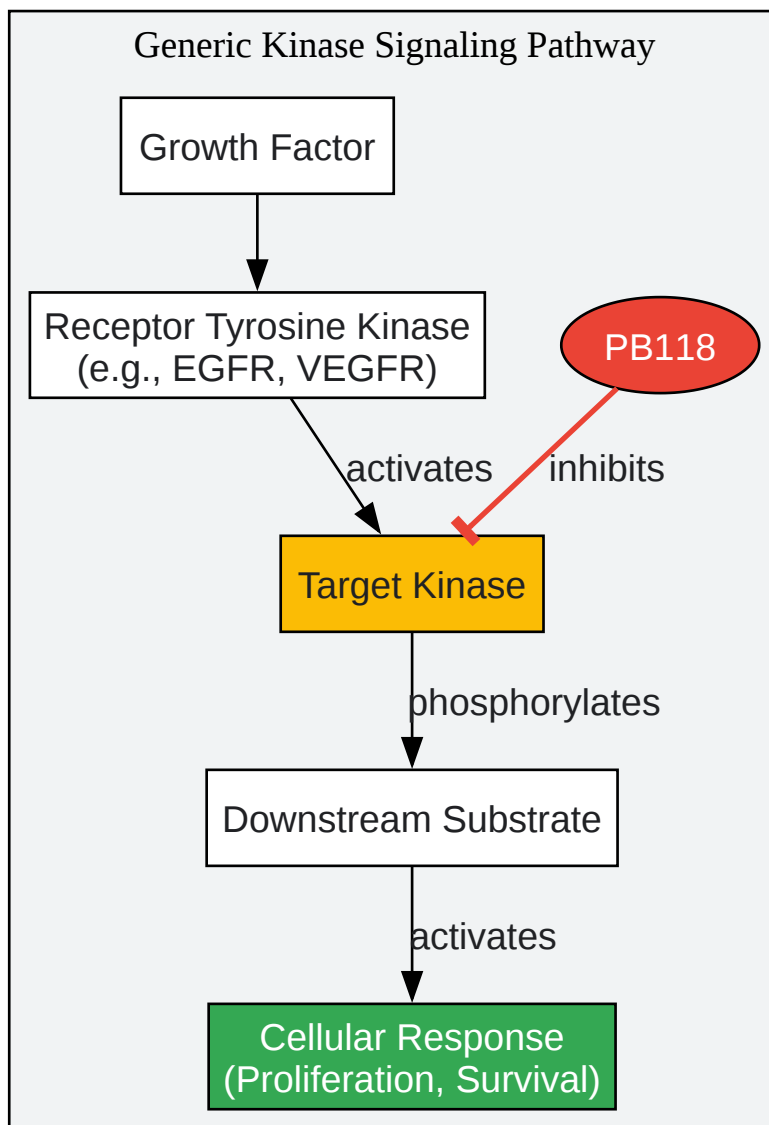 Generic Kinase Signaling Pathway
Growth Factor
Receptor Tyrosine Kinase
(e.g., EGFR, VEGFR)
PB118
activates
inhibits
Target Kinase
phosphorylates
Downstream Substrate
activates
Cellular Response
(Proliferation, Survival)